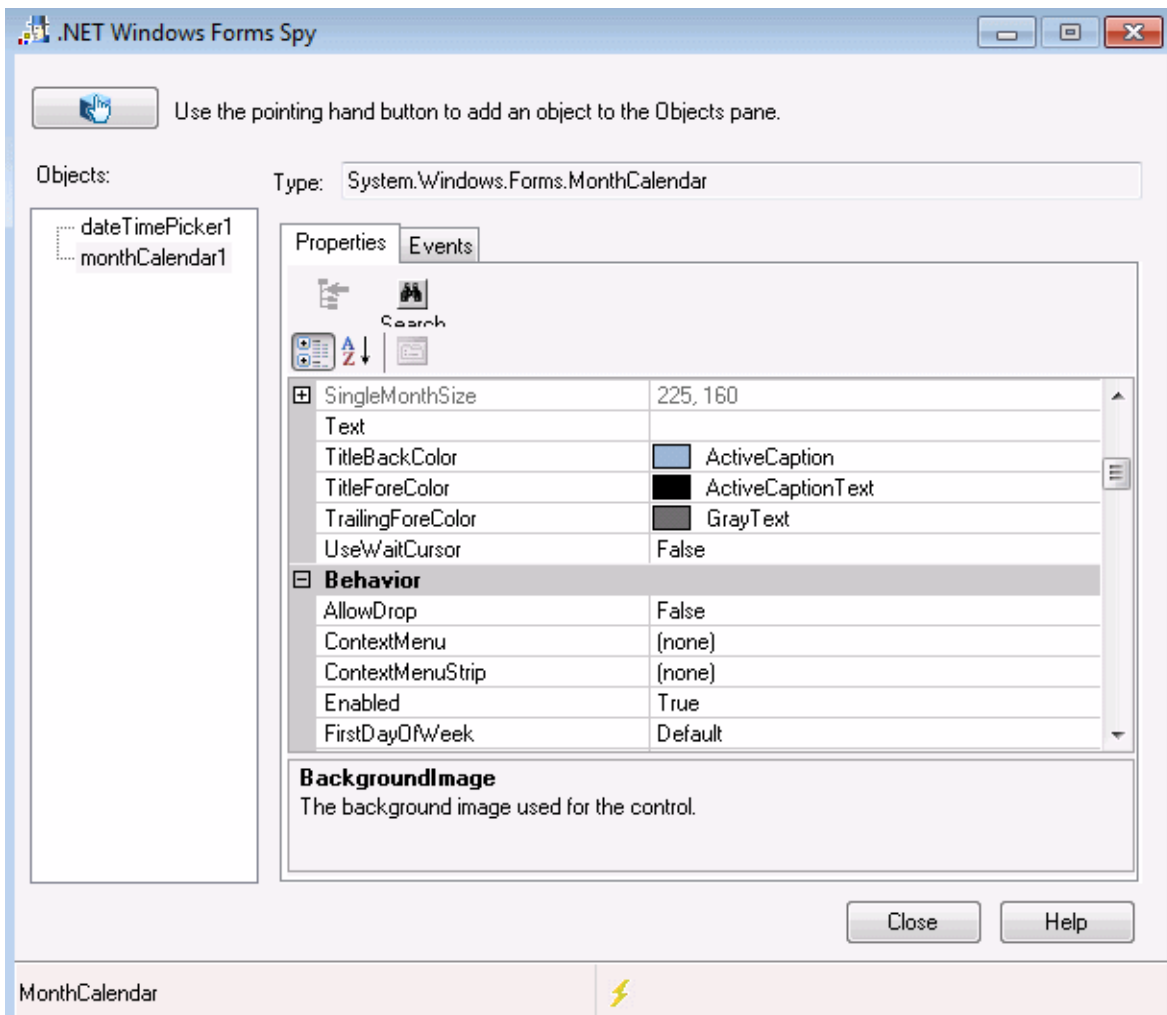 .NET Windows Forms Spy
Use the pointing hand button to add an object to the Objects pane.
Objects:
Type: System.Windows.Forms.MonthCalendar
dateTimePicker1
monthCalendar1
Properties Events
Search
A
Z
SingleMonthSize 225, 160
Text
TitleBackColor ActiveCaption
TitleForeColor ActiveCaptionText
TrailingForeColor GrayText
UseWaitCursor False
Behavior
AllowDrop False
ContextMenu (none)
ContextMenuStrip (none)
Enabled True
FirstDayOfWeek Default
BackgroundImage
The background image used for the control.
Close Help
MonthCalendar